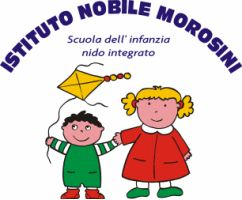 ISTITUTO NOBILE MOROSINI
Scuola dell' infanzia
nido integrato